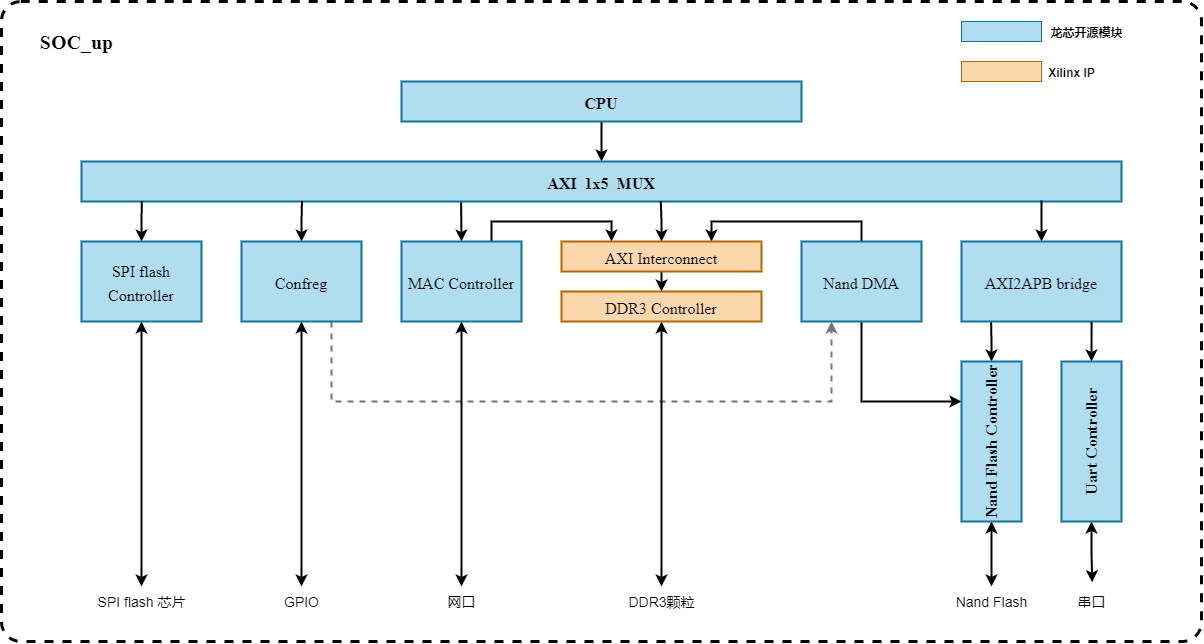 SOC_up
龙芯开源模块
Xilinx IP
CPU
AXI 1x5 MUX
SPI flash
Controller
Confreg
MAC Controller
AXI Interconnect
DDR3 Controller
Nand DMA
AXI2APB bridge
Nand Flash Controller
Uart Controller
SPI flash 芯片
GPIO
网口
DDR3颗粒
Nand Flash
串口